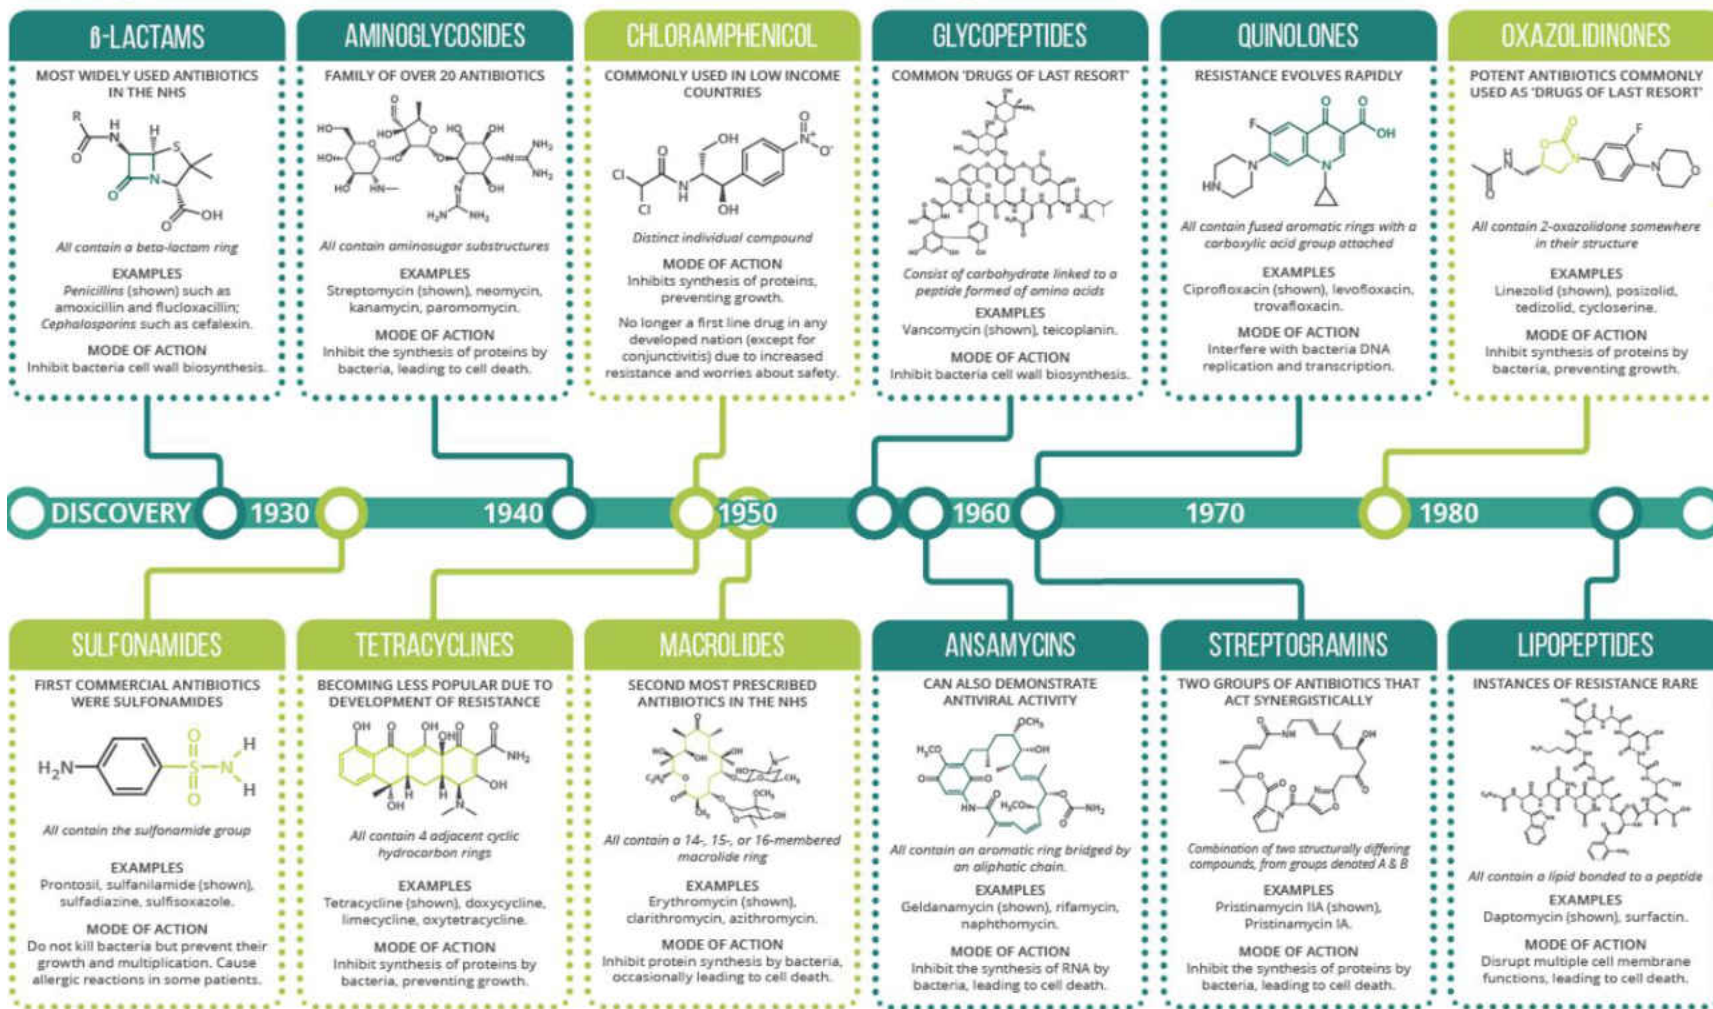 β-LACTAMS
MOST WIDELY USED ANTIBIOTICS
IN THE NHS
R
H
N
H
S
O
O
N
O
OH
All contain a beta-lactam ring
EXAMPLES
Penicillins (shown) such as
amoxicillin and flucloxacillin;
Cephalosporins such as cefalexin.
MODE OF ACTION
Inhibit bacteria cell wall biosynthesis.
AMINOGLYCOSIDES
FAMILY OF OVER 20 ANTIBIOTICS
All contain aminosugar substructures
EXAMPLES
Streptomycin (shown), neomycin,
kanamycin, paromomycin.
MODE OF ACTION
Inhibit the synthesis of proteins by
bacteria, leading to cell death.
CHLORAMPHENICOL
COMMONLY USED IN LOW INCOME
COUNTRIES
OH
O
O
N+
O-
Cl
N
H
Cl
OH
Distinct individual compound
MODE OF ACTION
Inhibits synthesis of proteins,
preventing growth.
No longer a first line drug in any
developed nation (except for
conjunctivitis) due to increased
resistance and worries about safety.
GLYCOPEPTIDES
COMMON 'DRUGS OF LAST RESORT'
Consist of carbohydrate linked to a
peptide formed of amino acids
EXAMPLES
Vancomycin (shown), teicoplanin.
MODE OF ACTION
Inhibit bacteria cell wall biosynthesis.
QUINOLONES
RESISTANCE EVOLVES RAPIDLY
O
O
F
OH
N
N
HN
All contain fused aromatic rings with a
carboxylic acid group attached
EXAMPLES
Ciprofloxacin (shown), levofloxacin,
trovafloxacin.
MODE OF ACTION
Interfere with bacteria DNA
replication and transcription.
OXAZOLIDINONES
POTENT ANTIBIOTICS COMMONLY
USED AS 'DRUGS OF LAST RESORT'
O
F
O
H
N
N
N
O
O
All contain 2-oxazolidone somewhere
in their structure
EXAMPLES
Linezolid (shown), posizolid,
tedizolid, cycloserine.
MODE OF ACTION
Inhibit synthesis of proteins by
bacteria, preventing growth.
DISCOVERY 1930 1940 1950 1960 1970 1980
SULFONAMIDES
FIRST COMMERCIAL ANTIBIOTICS
WERE SULFONAMIDES
O
H
H2N
S
N
H
O
All contain the sulfonamide group
EXAMPLES
Prontosil, sulfanilamide (shown),
sulfadiazine, sulfisoxazole.
MODE OF ACTION
Do not kill bacteria but prevent their
growth and multiplication. Cause
allergic reactions in some patients.
TETRACYCLINES
BECOMING LESS POPULAR DUE TO
DEVELOPMENT OF RESISTANCE
OH
O
OH
O
O
OH
NH2
OH
H
H
OH
N
All contain 4 adjacent cyclic
hydrocarbon rings
EXAMPLES
Tetracycline (shown), doxycycline,
limecycline, oxytetracycline.
MODE OF ACTION
Inhibit synthesis of proteins by
bacteria, preventing growth.
MACROLIDES
SECOND MOST PRESCRIBED
ANTIBIOTICS IN THE NHS
All contain a 14-, 15-, or 16-membered
macrolide ring
EXAMPLES
Erythromycin (shown),
clarithromycin, azithromycin.
MODE OF ACTION
Inhibit protein synthesis by bacteria,
occasionally leading to cell death.
ANSAMYCINS
CAN ALSO DEMONSTRATE
ANTIVIRAL ACTIVITY
OCH3
H3CO
OH
O
O
NH
O
H3CO
O
NH2
O
All contain an aromatic ring bridged by
an aliphatic chain.
EXAMPLES
Geldanamycin (shown), rifamycin,
naphthomycin.
MODE OF ACTION
Inhibit the synthesis of RNA by
bacteria, leading to cell death.
STREPTOGRAMINS
TWO GROUPS OF ANTIBIOTICS THAT
ACT SYNERGISTICALLY
Combination of two structurally differing
compounds, from groups denoted A & B
EXAMPLES
Pristinamycin IIA (shown),
Pristinamycin IA.
MODE OF ACTION
Inhibit the synthesis of proteins by
bacteria, leading to cell death.
LIPOPEPTIDES
INSTANCES OF RESISTANCE RARE
All contain a lipid bonded to a peptide
EXAMPLES
Daptomycin (shown), surfactin.
MODE OF ACTION
Disrupt multiple cell membrane
functions, leading to cell death.